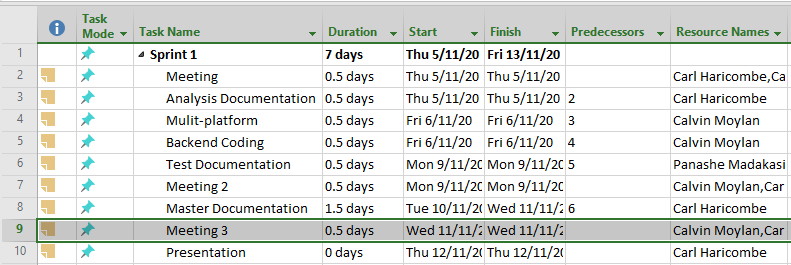 Task Mode Task Name Duration Start Finish Predecessors Resource Names
1 Sprint 1 7 days Thu 5/11/20 Fri 13/11/20
2 Meeting 0.5 days Thu 5/11/20 Thu 5/11/20 Carl Haricombe,Ca
3 Analysis Documentation 0.5 days Thu 5/11/20 Thu 5/11/20 2 Carl Haricombe
4 Mulit-platform 0.5 days Fri 6/11/20 Fri 6/11/20 3 Calvin Moylan
5 Backend Coding 0.5 days Fri 6/11/20 Fri 6/11/20 4 Calvin Moylan
6 Test Documentation 0.5 days Mon 9/11/20 Mon 9/11/20 5 Panashe Madakasi
7 Meeting 2 0.5 days Mon 9/11/20 Mon 9/11/20 Calvin Moylan,Car
8 Master Documentation 1.5 days Tue 10/11/20 Wed 11/11/2 6 Carl Haricombe
9 Meeting 3 0.5 days Wed 11/11/2 Wed 11/11/2 Calvin Moylan,Car
10 Presentation 0 days Thu 12/11/20 Thu 12/11/20 Carl Haricombe